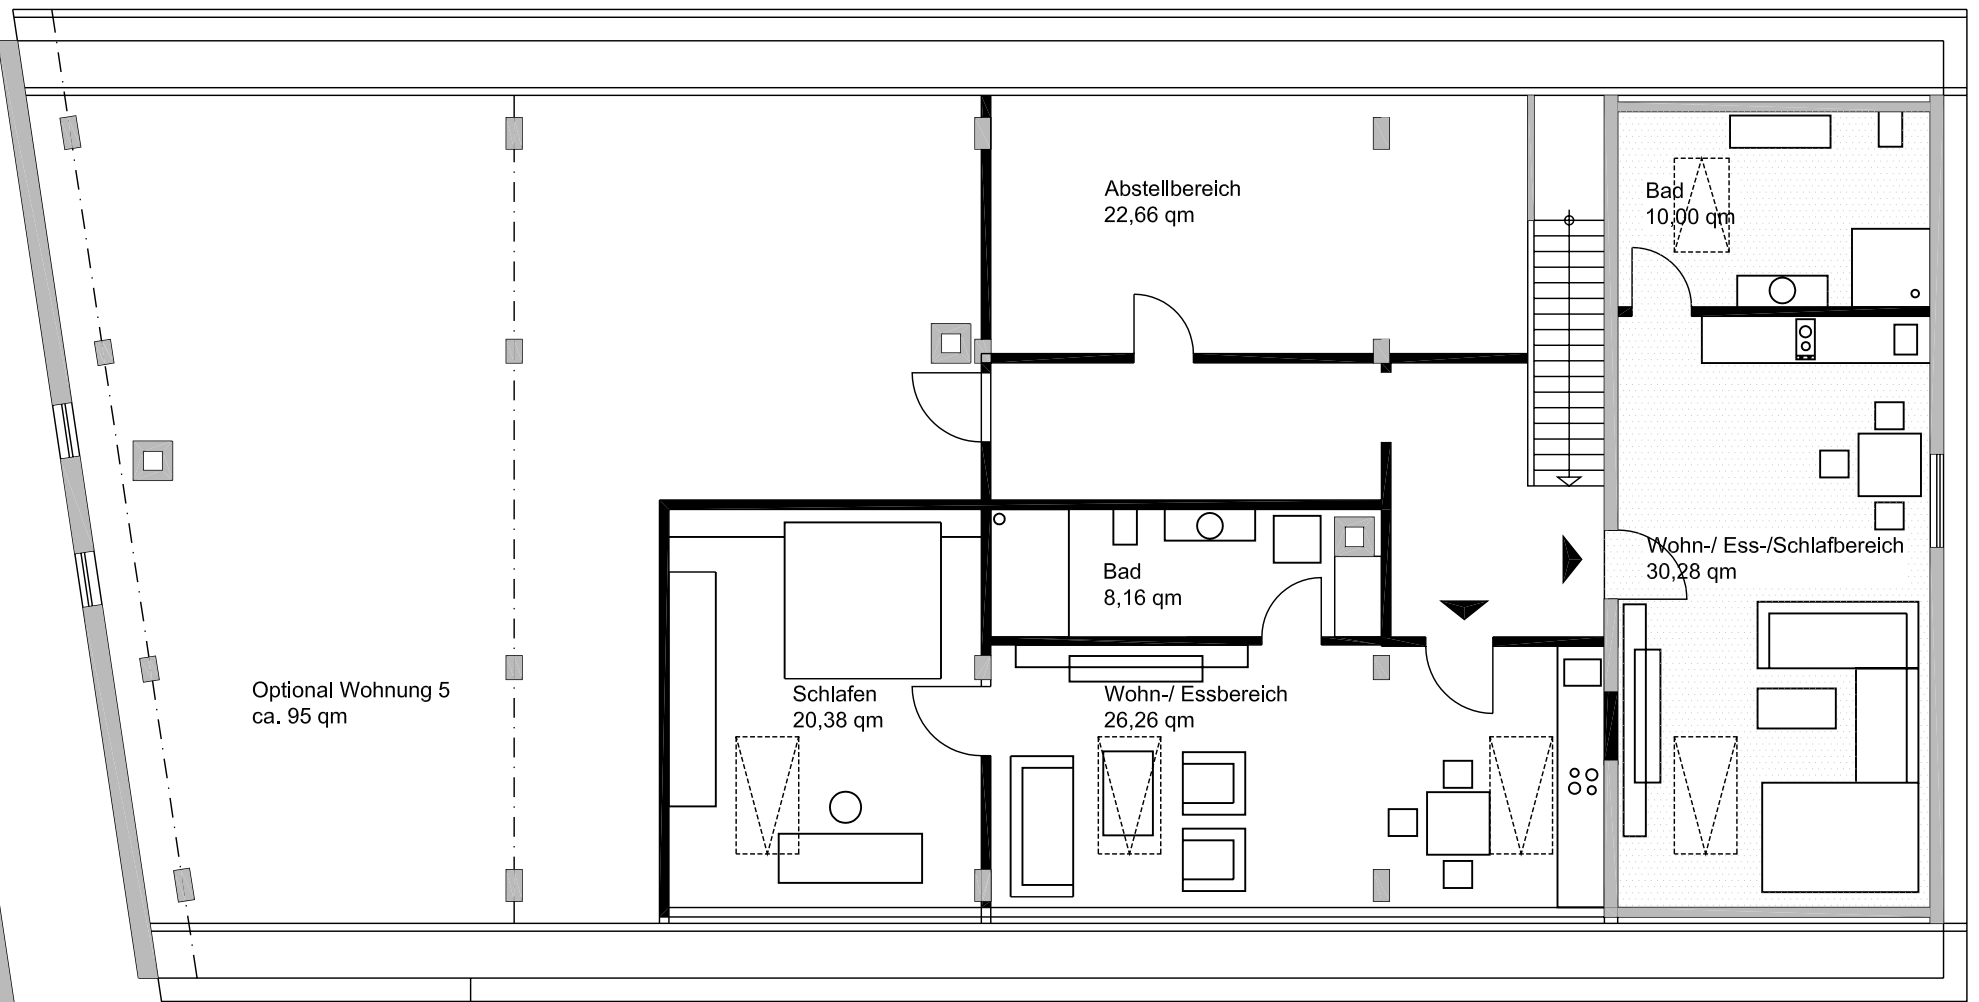 Abstellbereich
22,66 qm
Bad
10,00 qm
Wohn-/ Ess-/Schlafbereich
30,28 qm
Bad
8,16 qm
Optional Wohnung 5
ca. 95 qm
Schlafen
20,38 qm
Wohn-/ Essbereich
26,26 qm